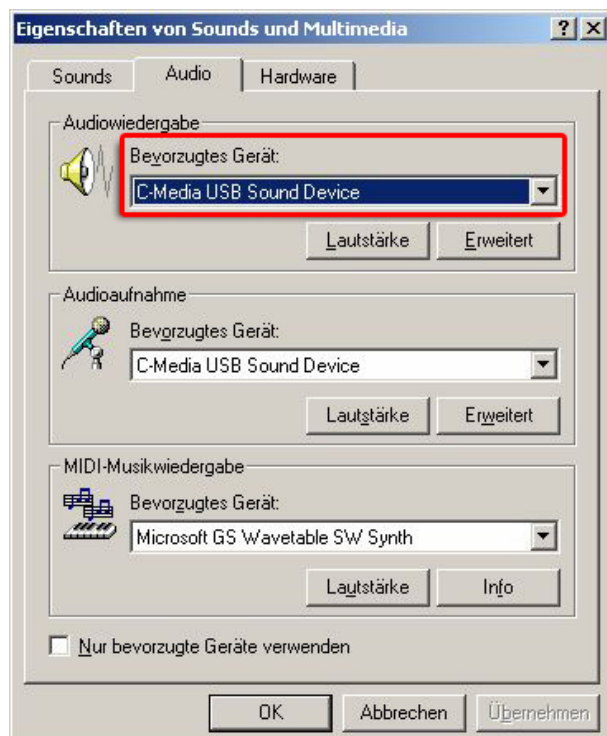 Eigenschaften von Sounds und Multimedia
Sounds Audio Hardware
Audiowiedergabe
Bevorzugtes Gerät:
C-Media USB Sound Device
Lautstärke Erweitert
Audioaufnahme
Bevorzugtes Gerät:
C-Media USB Sound Device
Lautstärke Erweitert
MIDI-Musikwiedergabe
Bevorzugtes Gerät:
Microsoft GS Wavetable SW Synth
Lautstärke Info
Nur bevorzugte Geräte verwenden
OK Abbrechen Übernehmen